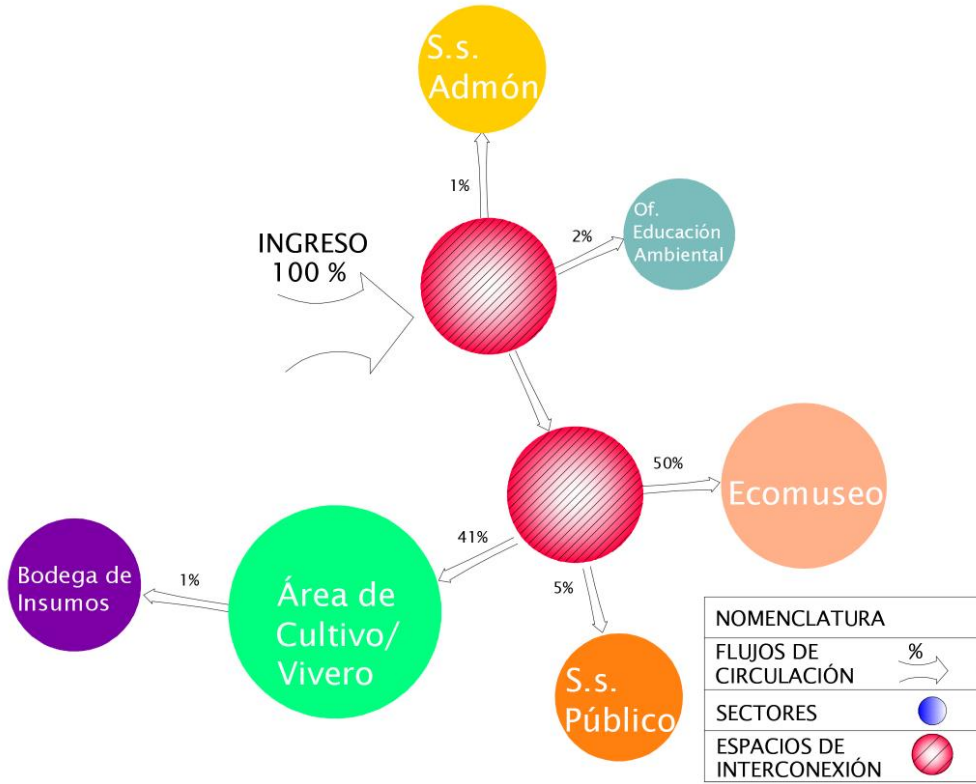 S.s.
Admón
1%
Of.
Educación
Ambiental
2%
INGRESO
100 %
50%
Ecomuseo
41%
5%
Bodega de
Insumos
1%
Área de
Cultivo/
Vivero
S.s.
Público
NOMENCLATURA
FLUJOS DE
CIRCULACIÓN
%
SECTORES
ESPACIOS DE
INTERCONEXIÓN